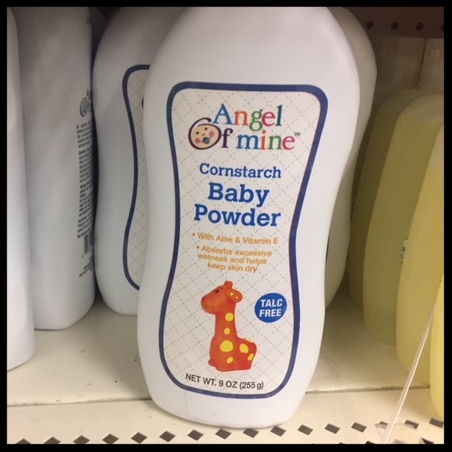 Angel
Of mine™
Cornstarch
Baby
Powder
• With Aloe & Vitamin E
• Absorbs excessive
wetness and helps
keep skin dry
TALC
FREE
NET WT. 9 OZ (255g)